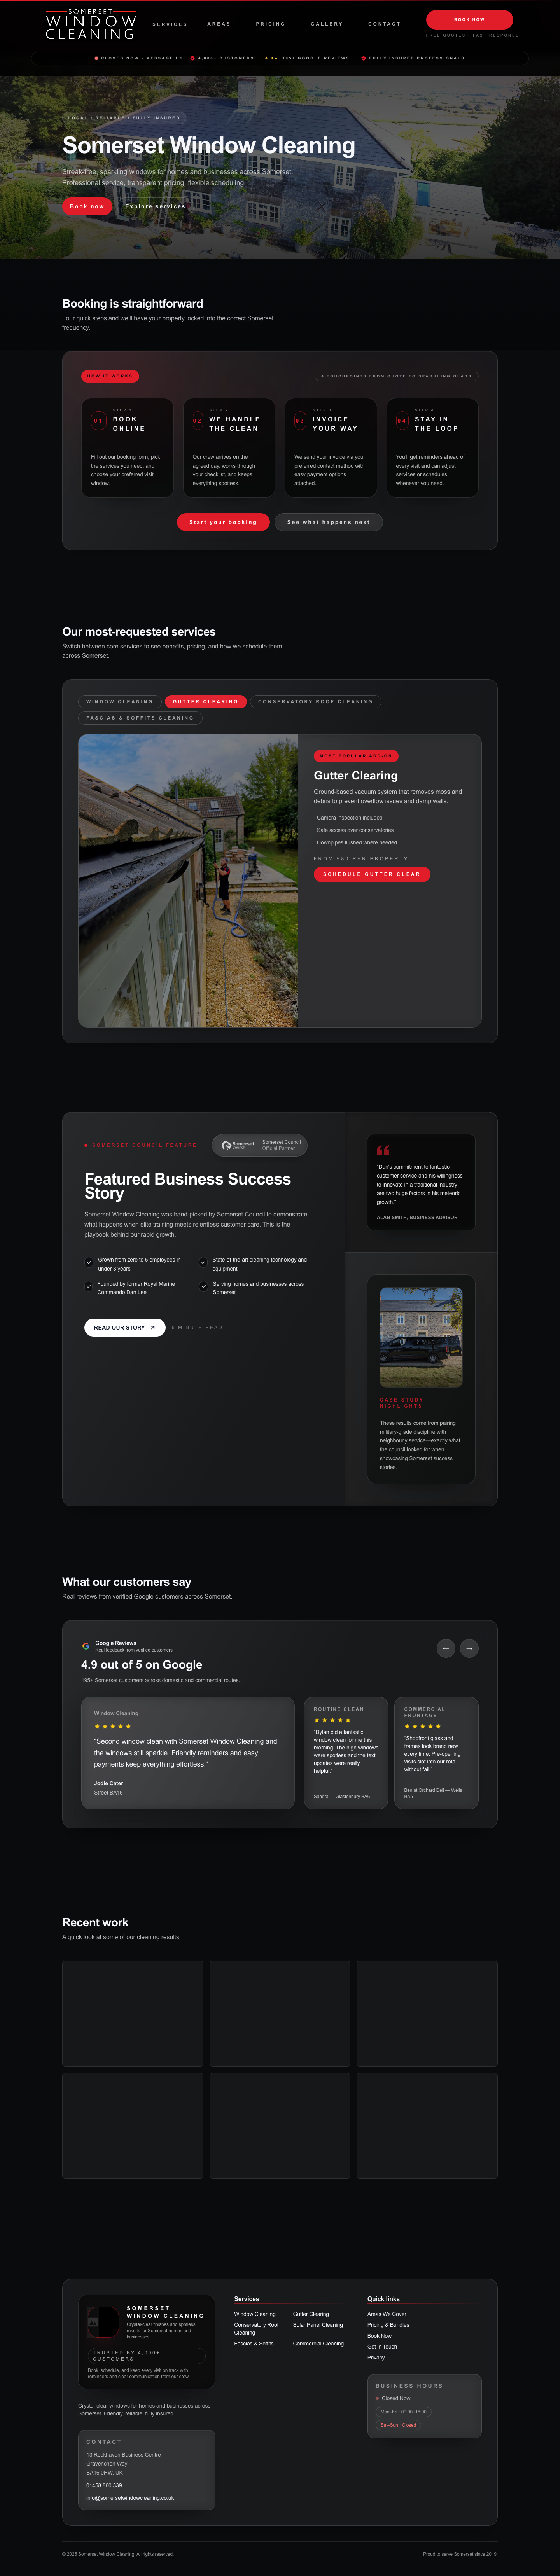 SOMERSET
WINDOW
CLEANING
SERVICES
AREAS
PRICING
GALLERY
CONTACT
BOOK NOW
FREE QUOTES • FAST RESPONSE
CLOSED NOW • MESSAGE US
4,000+ CUSTOMERS
4.9★ 195+ GOOGLE REVIEWS
FULLY INSURED PROFESSIONALS
LOCAL • RELIABLE • FULLY INSURED
Somerset Window Cleaning
Streak-free, sparkling windows for homes and businesses across Somerset.
Professional service, transparent pricing, flexible scheduling.
Book now
Explore services
Booking is straightforward
Four quick steps and we'll have your property locked into the correct Somerset
frequency.
HOW IT WORKS
4 TOUCHPOINTS FROM QUOTE TO SPARKLING GLASS
01
STEP 1
BOOK
ONLINE
Fill out our booking form, pick
the services you need, and
choose your preferred visit
window.
02
STEP 2
WE HANDLE
THE CLEAN
Our crew arrives on the
agreed day, works through
your checklist, and keeps
everything spotless.
03
STEP 3
INVOICE
YOUR WAY
We send your invoice via your
preferred contact method with
easy payment options
attached.
04
STEP 4
STAY IN
THE LOOP
You'll get reminders ahead of
every visit and can adjust
services or schedules
whenever you need.
Start your booking
See what happens next
Our most-requested services
Switch between core services to see benefits, pricing, and how we schedule them
across Somerset.
WINDOW CLEANING
GUTTER CLEARING
CONSERVATORY ROOF CLEANING
FASCIAS & SOFFITS CLEANING
MOST POPULAR ADD-ON
Gutter Clearing
Ground-based vacuum system that removes moss and
debris to prevent overflow issues and damp walls.
Camera inspection included
Safe access over conservatories
Downpipes flushed where needed
FROM £80 PER PROPERTY
SCHEDULE GUTTER CLEAR
SOMERSET COUNCIL FEATURE
Somerset
Council
Somerset Council
Official Partner
Featured Business Success
Story
Somerset Window Cleaning was hand-picked by Somerset Council to demonstrate
what happens when elite training meets relentless customer care. This is the
playbook behind our rapid growth.
Grown from zero to 6 employees in
under 3 years
State-of-the-art cleaning technology and
equipment
Founded by former Royal Marine
Commando Dan Lee
Serving homes and businesses across
Somerset
READ OUR STORY
5 MINUTE READ
"Dan's commitment to fantastic
customer service and his willingness
to innovate in a traditional industry
are two huge factors in his meteoric
growth."
ALAN SMITH, BUSINESS ADVISOR
CASE STUDY
HIGHLIGHTS
These results come from pairing
military-grade discipline with
neighbourly service—exactly what
the council looked for when
showcasing Somerset success
stories.
What our customers say
Real reviews from verified Google customers across Somerset.
Google Reviews
Real feedback from verified customers
4.9 out of 5 on Google
195+ Somerset customers across domestic and commercial routes.
← →
Window Cleaning
★★★★★
"Second window clean with Somerset Window Cleaning and
the windows still sparkle. Friendly reminders and easy
payments keep everything effortless."
Jodie Cater
Street BA16
ROUTINE CLEAN
★★★★★
"Dylan did a fantastic
window clean for me this
morning. The high windows
were spotless and the text
updates were really
helpful."
Sandra — Glastonbury BA6
COMMERCIAL
FRONTAGE
★★★★★
"Shopfront glass and
frames look brand new
every time. Pre-opening
visits slot into our rota
without fail."
Ben at Orchard Deli — Wells
BA5
Recent work
A quick look at some of our cleaning results.
SOMERSET
WINDOW CLEANING
Crystal-clear finishes and spotless
results for Somerset homes and
businesses.
TRUSTED BY 4,000+
CUSTOMERS
Book, schedule, and keep every visit on track with
reminders and clear communication from our crew.
Crystal-clear windows for homes and businesses across
Somerset. Friendly, reliable, fully insured.
CONTACT
13 Rockhaven Business Centre
Gravenchon Way
BA16 0HW, UK
01458 860 339
info@somersetwindowcleaning.co.uk
Services
Window Cleaning
Gutter Clearing
Conservatory Roof
Cleaning
Solar Panel Cleaning
Fascias & Soffits
Commercial Cleaning
Quick links
Areas We Cover
Pricing & Bundles
Book Now
Get in Touch
Privacy
BUSINESS HOURS
Closed Now
Mon–Fri · 09:00–16:00
Sat–Sun · Closed
© 2025 Somerset Window Cleaning. All rights reserved.
Proud to serve Somerset since 2019.